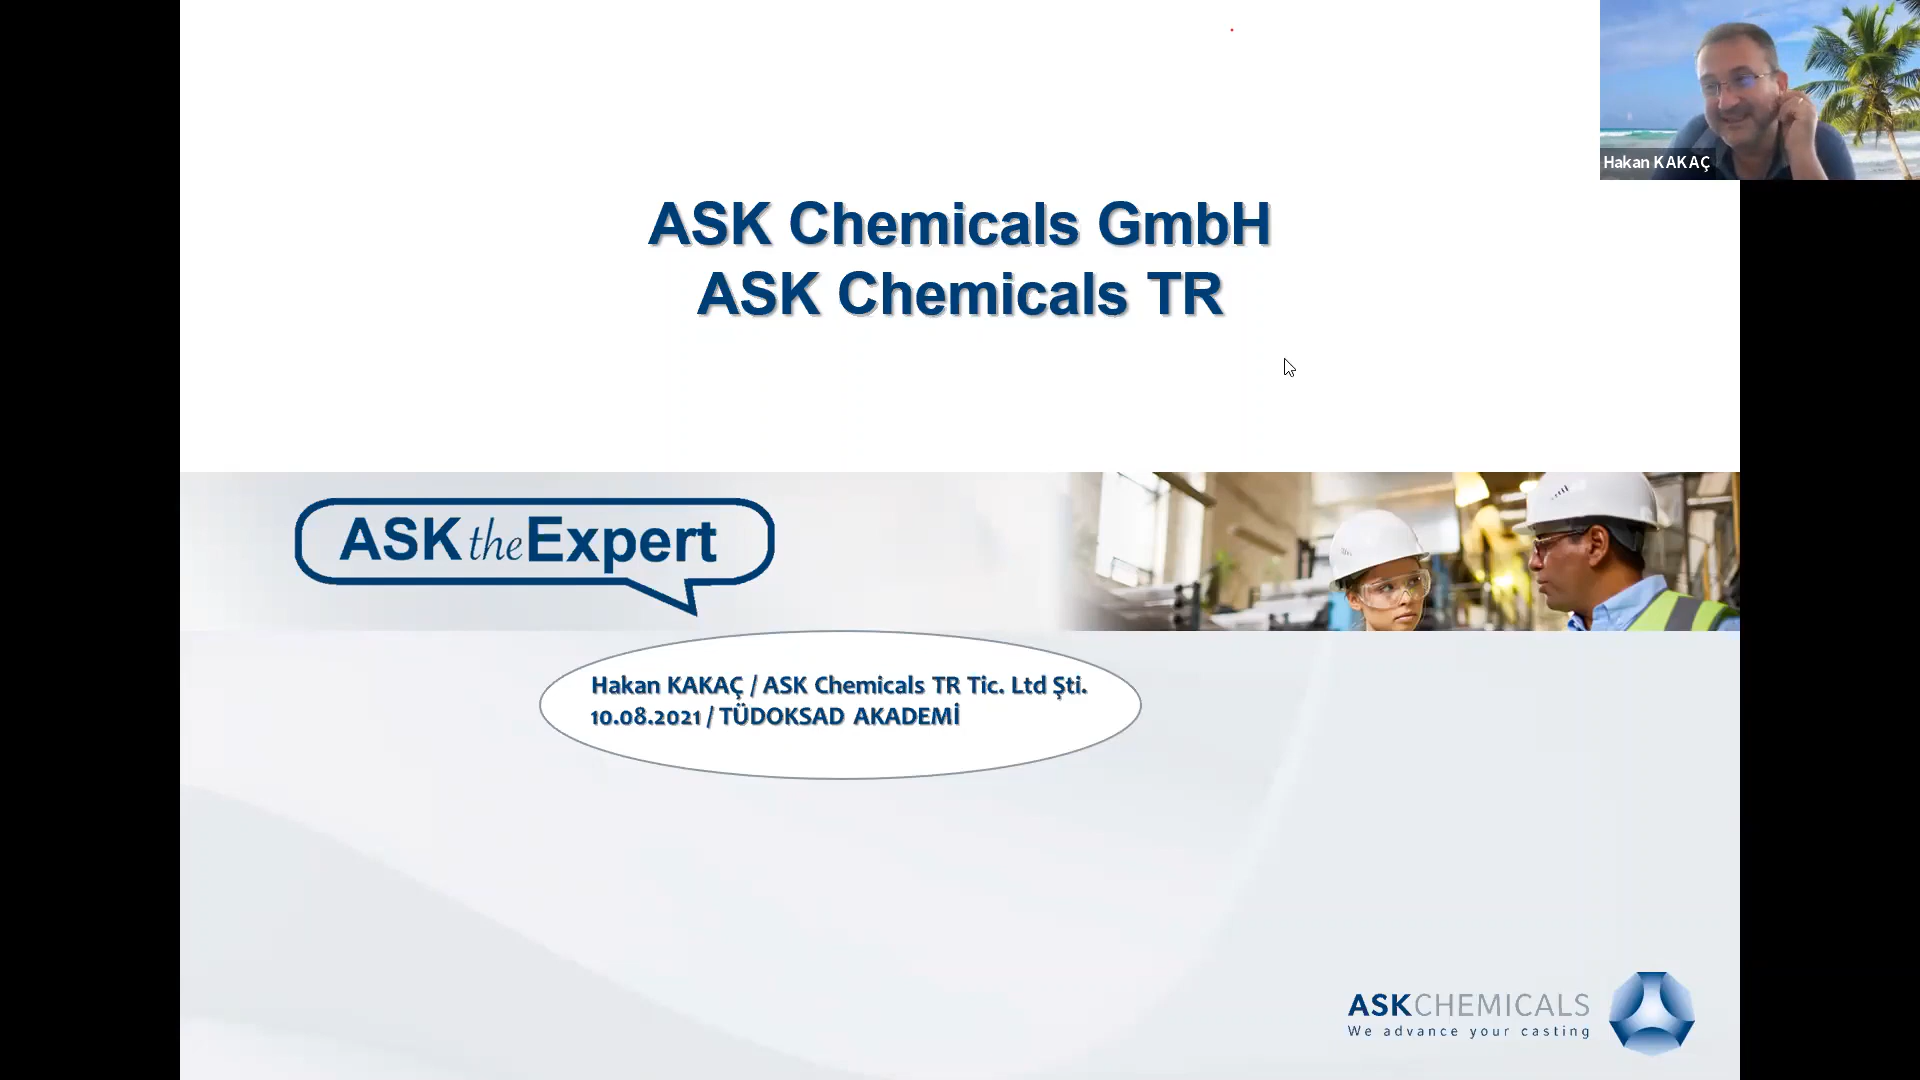 Hakan KAKAÇ
ASK Chemicals GmbH
ASK Chemicals TR
ASK the Expert
Hakan KAKAÇ / ASK Chemicals TR Tic. Ltd Şti.
10.08.2021 / TÜDOKSAD AKADEMİ
ASKCHEMICALS
We advance your casting